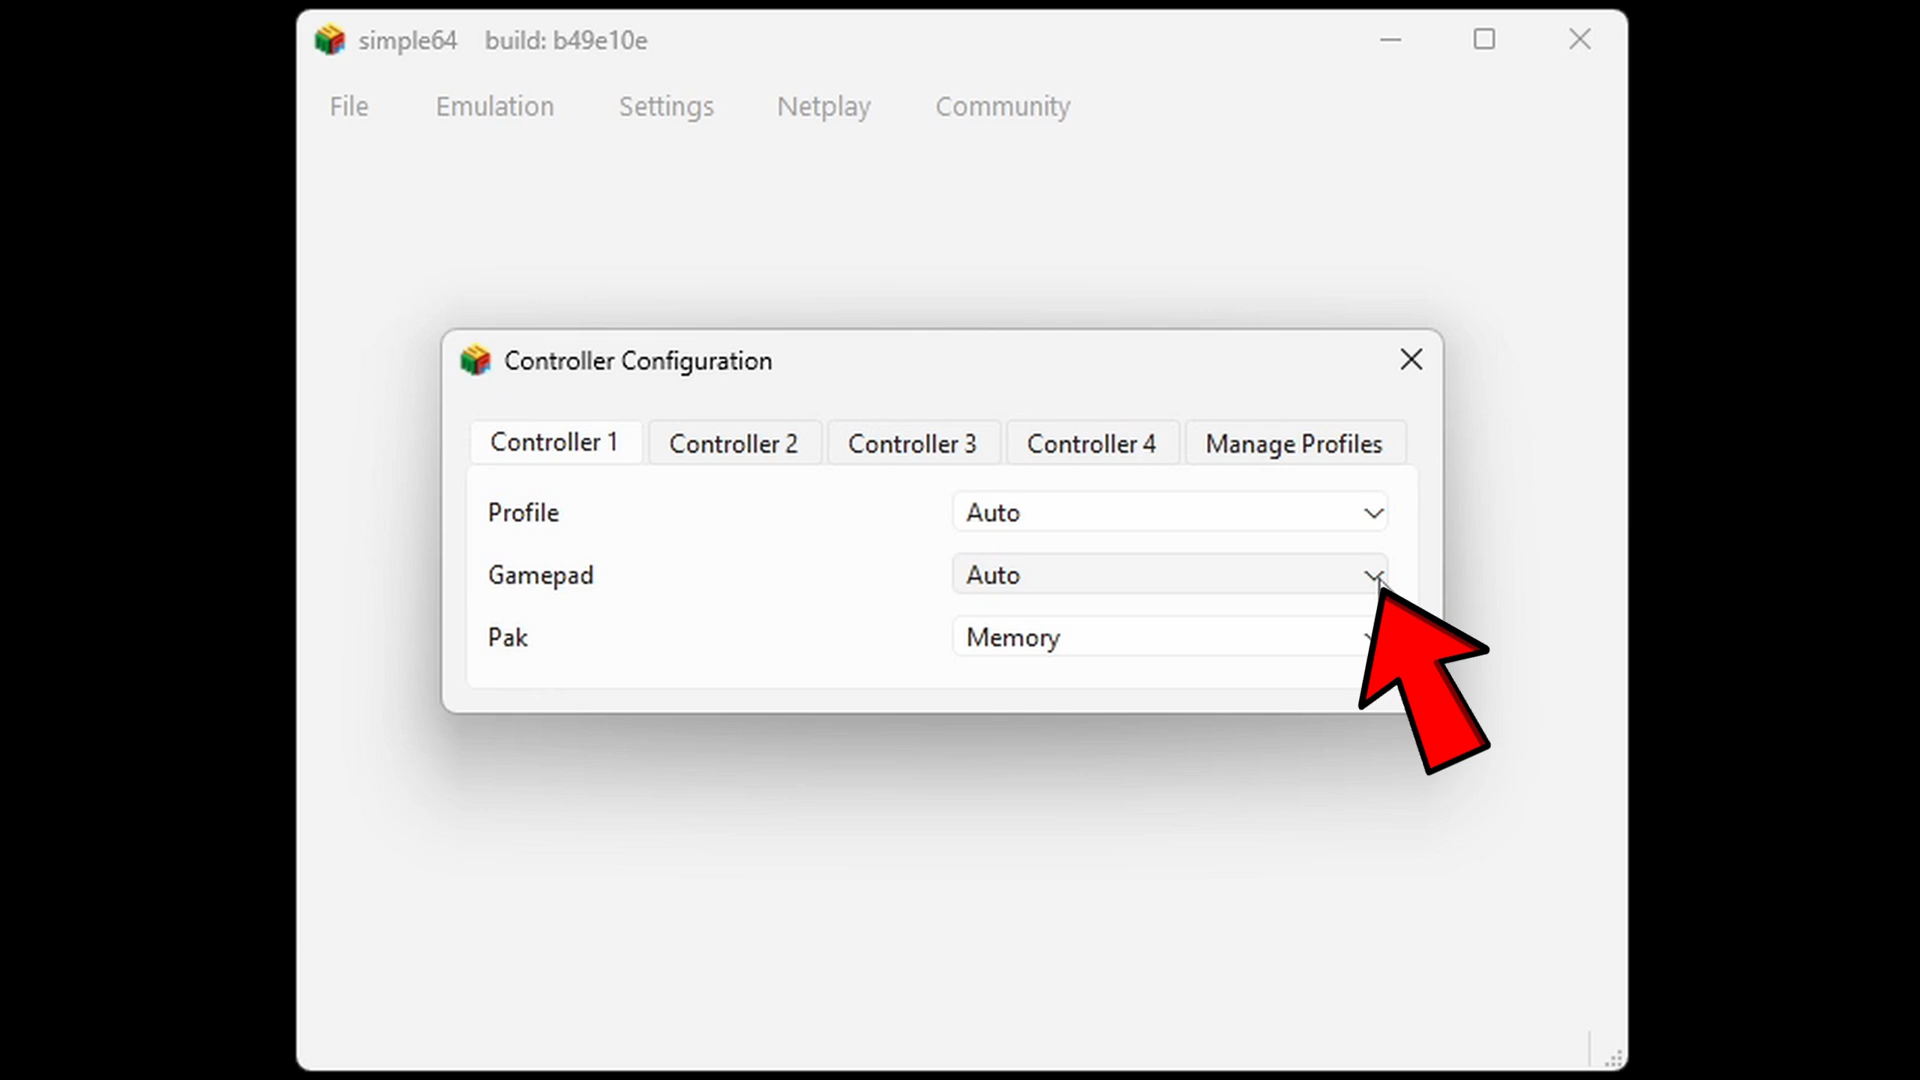 simple64 build: b49e10e
File Emulation Settings Netplay Community
Controller Configuration
Controller 1 Controller 2 Controller 3 Controller 4 Manage Profiles
Profile Auto
Gamepad Auto
Pak Memory